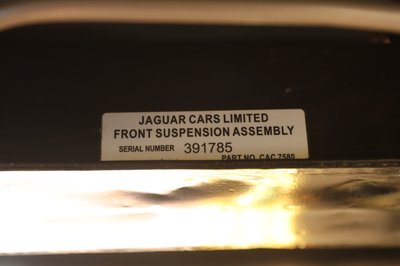 JAGUAR CARS LIMITED
FRONT SUSPENSION ASSEMBLY
SERIAL NUMBER 391785
PART NO. CAC 7580